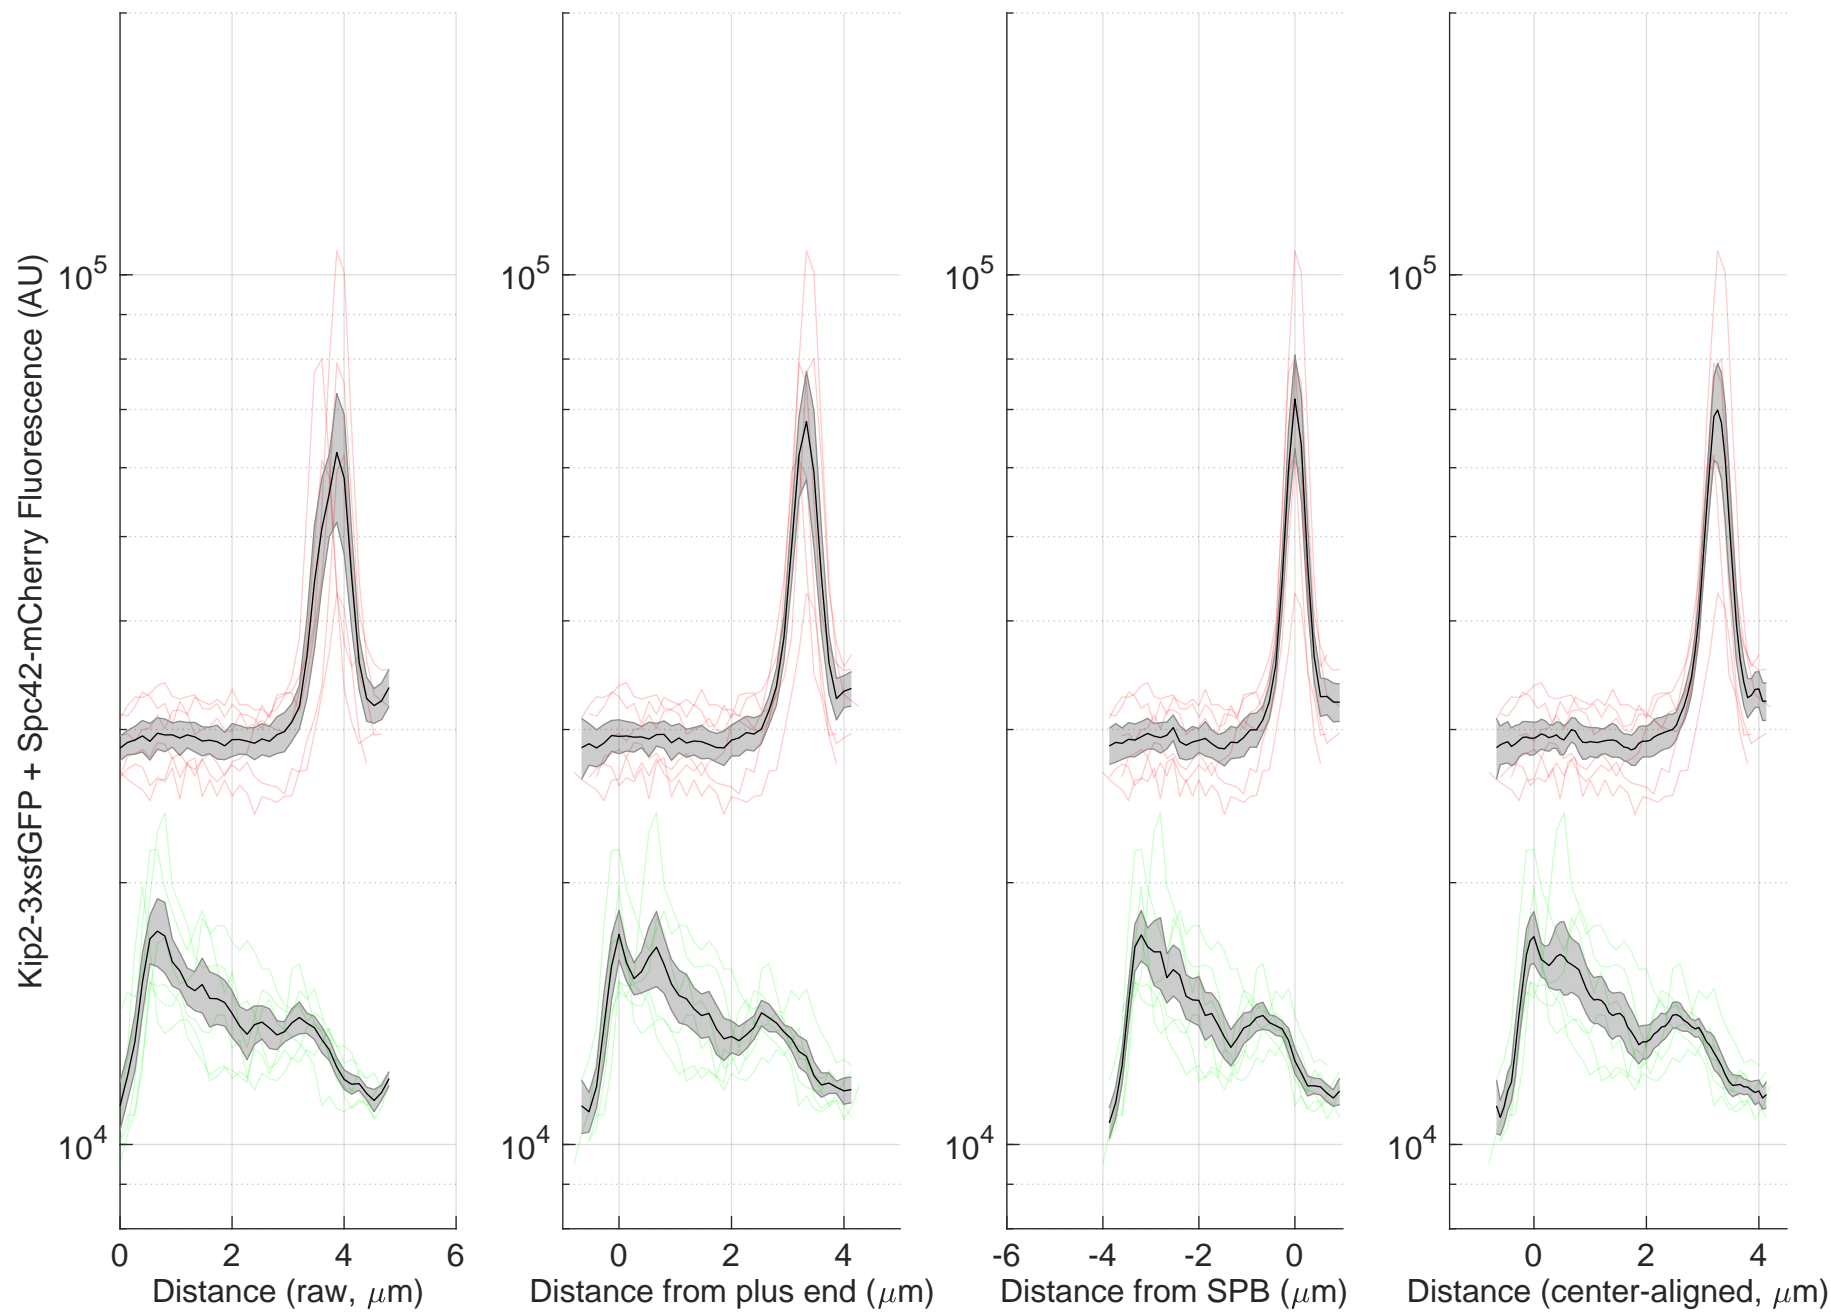 Kip2-3xsfGFP + Spc42-mCherry Fluorescence (AU)
10^5
10^4
0 2 4 6
Distance (raw, μm)
10^5
10^4
0 2 4
Distance from plus end (μm)
10^5
10^4
-6 -4 -2 0
Distance from SPB (μm)
10^5
10^4
0 2 4
Distance (center-aligned, μm)